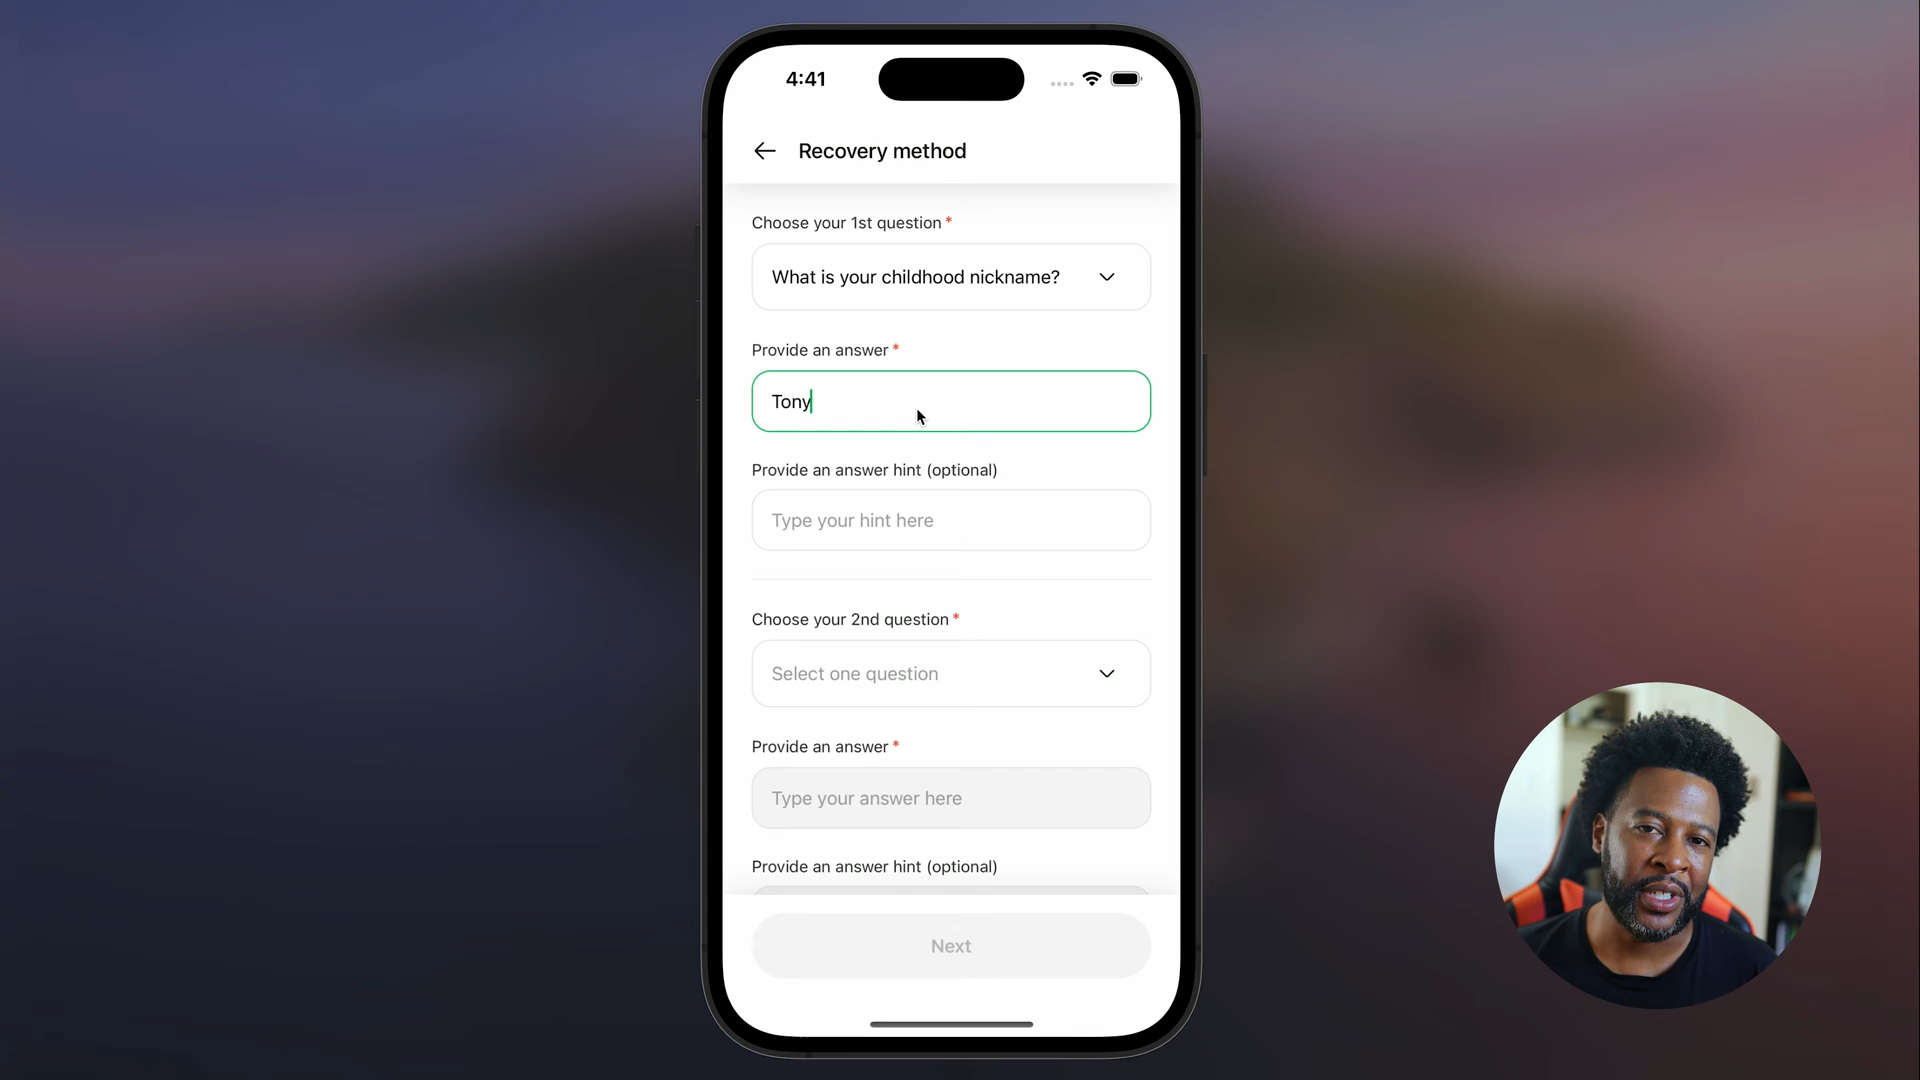 4:41
Recovery method
Choose your 1st question *
What is your childhood nickname?
Provide an answer *
Tony
Provide an answer hint (optional)
Type your hint here
Choose your 2nd question *
Select one question
Provide an answer *
Type your answer here
Provide an answer hint (optional)
Next